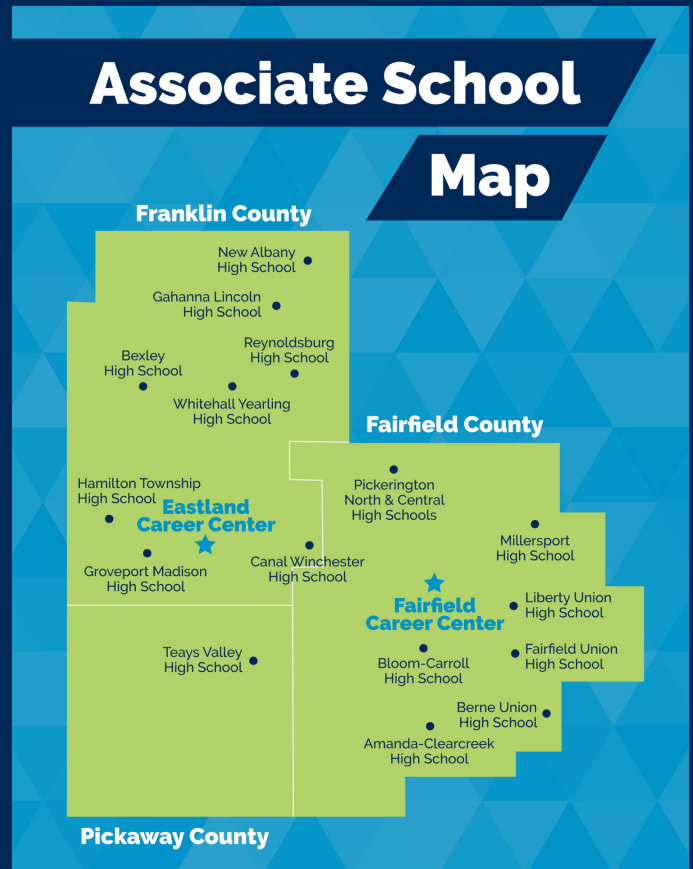 Associate School
Map
Franklin County
New Albany
High School
Gahanna Lincoln
High School
Reynoldsburg
High School
Bexley
High School
Whitehall Yearling
High School
Fairfield County
Pickerington
North & Central
High Schools
Hamilton Township
High School
Eastland
Career Center
Millersport
High School
Canal Winchester
High School
Groveport Madison
High School
Fairfield
Career Center
Liberty Union
High School
Teays Valley
High School
Bloom-Carroll
High School
Fairfield Union
High School
Berne Union
High School
Amanda-Clearcreek
High School
Pickaway County